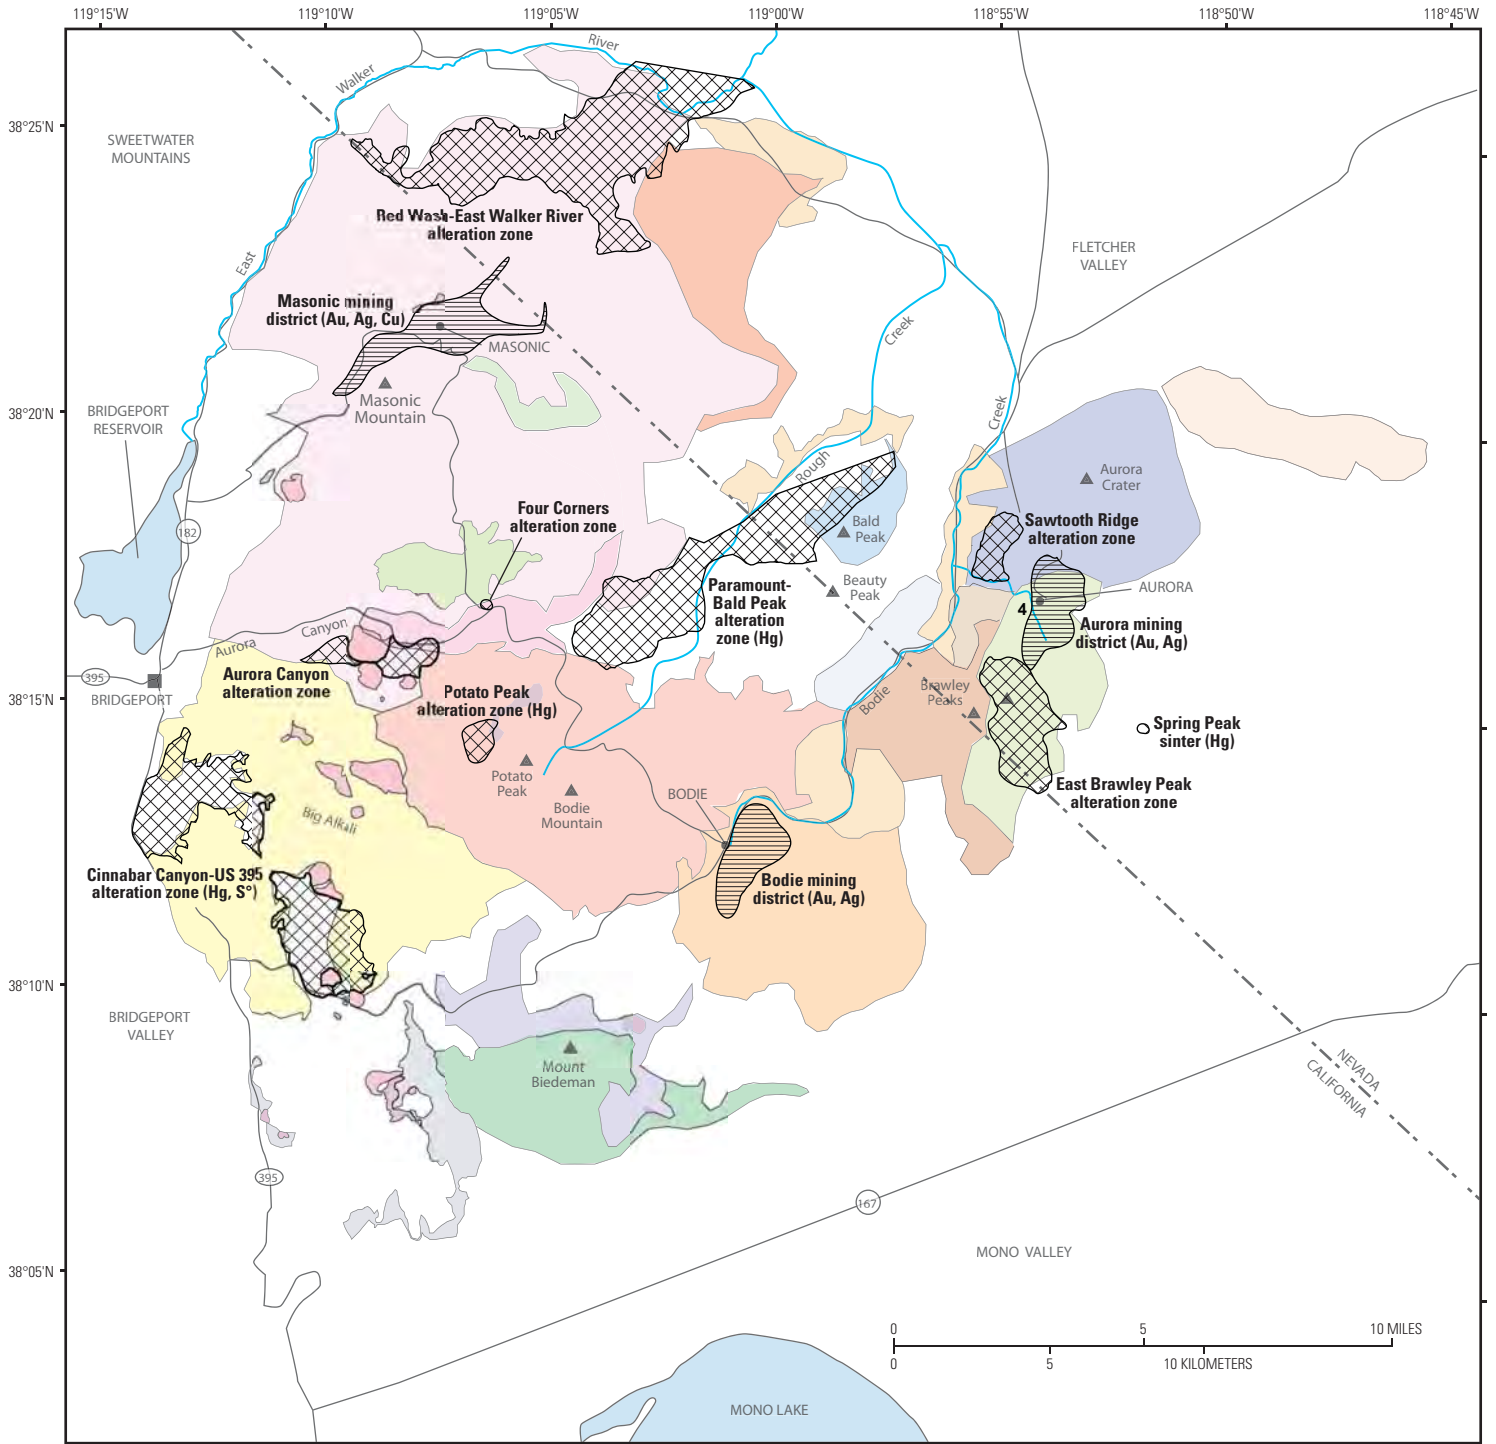 119°15'W
119°10'W
119°05'W
119°00'W
118°55'W
118°50'W
118°45'W
River
Walker
38°25'N
SWEETWATER
MOUNTAINS
Red Wash-East Walker River
alteration zone
FLETCHER
VALLEY
East
Masonic mining
district (Au, Ag, Cu)
MASONIC
Creek
Masonic
Mountain
38°20'N
BRIDGEPORT
RESERVOIR
Creek
Rough
Aurora
Crater
Four Corners
alteration zone
Sawtooth Ridge
alteration zone
182
Bald
Peak
Beauty
Peak
Paramount-
Bald Peak
alteration
zone (Hg)
AURORA
4
Aurora mining
district (Au, Ag)
Canyon
Aurora
395
BRIDGEPORT
Aurora Canyon
alteration zone
38°15'N
Potato Peak
alteration zone (Hg)
Brawley
Peaks
Bodie
Spring Peak
sinter (Hg)
Potato
Peak
Bodie
Mountain
BODIE
East Brawley Peak
alteration zone
Big Alkali
Cinnabar Canyon-US 395
alteration zone (Hg, S°)
Bodie mining
district (Au, Ag)
38°10'N
BRIDGEPORT
VALLEY
Mount
Biedeman
NEVADA
CALIFORNIA
395
167
MONO VALLEY
38°05'N
0
5
10 MILES
0
5
10 KILOMETERS
MONO LAKE